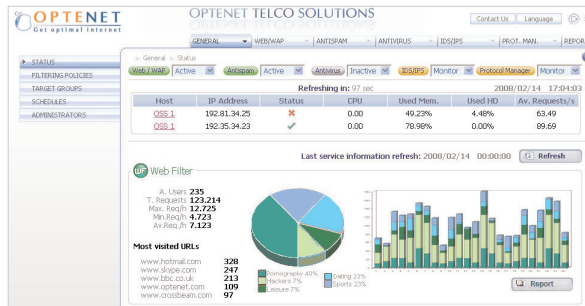 OPTENET
Get optimal internet
OPTENET TELCO SOLUTIONS
Contact Us Language
GENERAL WEB/WAP ANTISPAM ANTIVIRUS IDS/IPS PROT. MAN. REPOR
STATUS
FILTERING POLICIES
TARGET GROUPS
SCHEDULES
ADMINISTRATORS
» General » Status
Web / WAP Active Antispam Active Antivirus Inactive IDS/IPS Monitor Protocol Manager Monitor
Refreshing in: 97 sec 2008/02/14 17:04:03
Host IP Address Status CPU Used Mem. Used HD Av. Requests/s
OSS 1 192.81.34.25 0.00 49.23% 4.48% 63.49
OSS 1 192.35.34.23 0.00 78.98% 0.00% 89.69
Last service information refresh: 2008/02/14 00:00:00 Refresh
WF Web Filter
A. Users 235
T. Requests 123.214
Max. Req/h 12.725
Min.Req/h 4.723
Av.Req/h 7.123
Most visited URLs
www.hotmail.com 328
www.skype.com 247
www.bbc.co.uk 213
www.optenet.com 109
www.crossbeam.com 97
Pornography 40% Dating 23%
Hackers 7% Sports 23%
Leisure 7%
Report